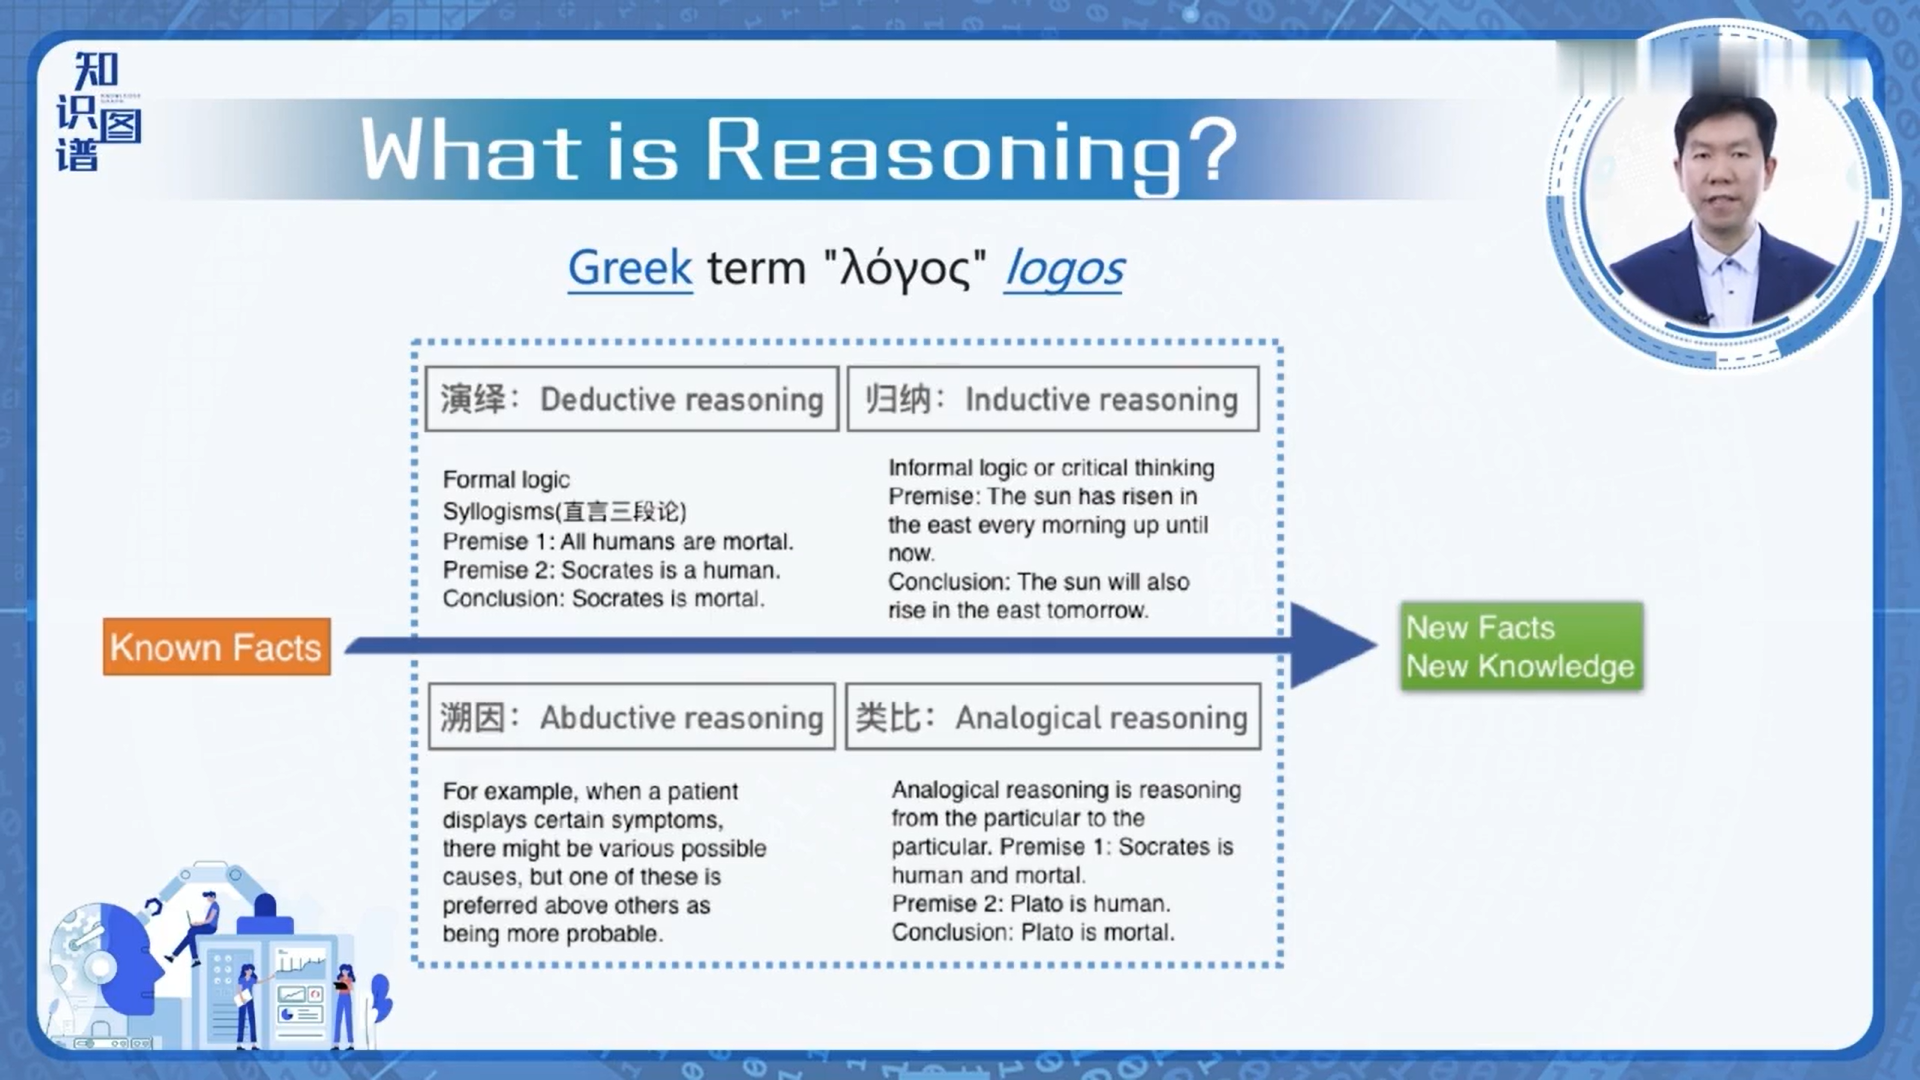 知
识图
谱
What is Reasoning?
Greek term "λόγος" logos
演绎： Deductive reasoning
Formal logic
Syllogisms(直言三段论)
Premise 1: All humans are mortal.
Premise 2: Socrates is a human.
Conclusion: Socrates is mortal.
归纳： Inductive reasoning
Informal logic or critical thinking
Premise: The sun has risen in
the east every morning up until
now.
Conclusion: The sun will also
rise in the east tomorrow.
Known Facts
New Facts
New Knowledge
溯因： Abductive reasoning
For example, when a patient
displays certain symptoms,
there might be various possible
causes, but one of these is
preferred above others as
being more probable.
类比： Analogical reasoning
Analogical reasoning is reasoning
from the particular to the
particular. Premise 1: Socrates is
human and mortal.
Premise 2: Plato is human.
Conclusion: Plato is mortal.